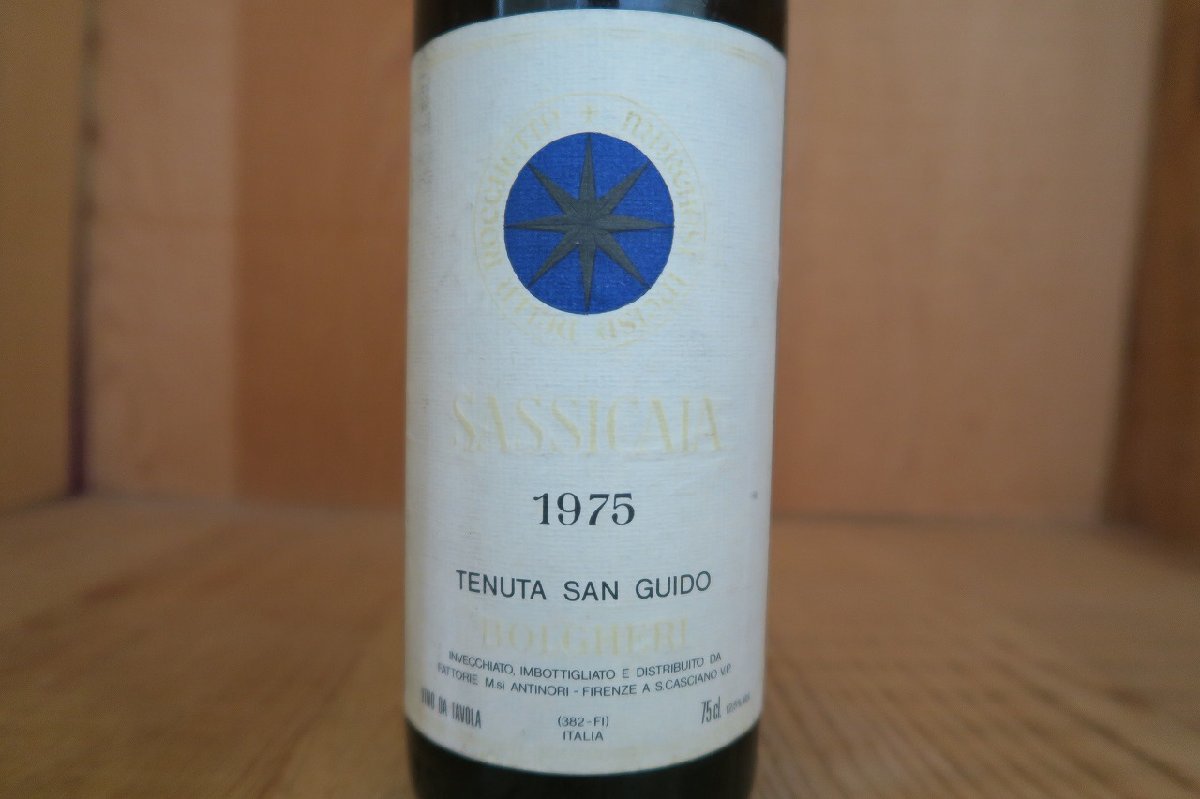 SASSICAIA
1975
TENUTA SAN GUIDO
BOLGHERI
INVECCHIATO, IMBOTTIGLIATO E DISTRIBUITO DA
FATTORIE M.si ANTINORI - FIRENZE A S.CASCIANO V.P.
VINO DA TAVOLA
(382-FI)
ITALIA
75cl.